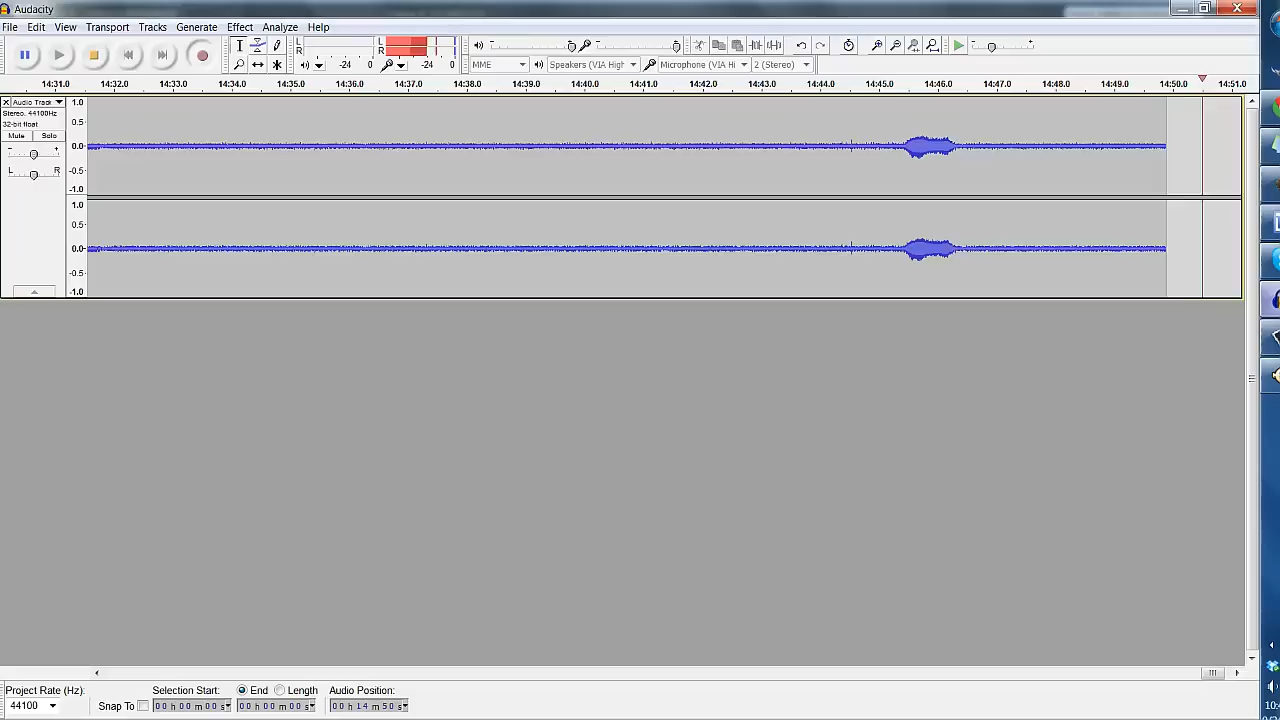 Audacity
File Edit View Transport Tracks Generate Effect Analyze Help
L
R
-24 0
L
R
-24 0
MME Speakers (VIA High Microphone (VIA Hi 2 (Stereo)
14:31.0 14:32.0 14:33.0 14:34.0 14:35.0 14:36.0 14:37.0 14:38.0 14:39.0 14:40.0 14:41.0 14:42.0 14:43.0 14:44.0 14:45.0 14:46.0 14:47.0 14:48.0 14:49.0 14:50.0 14:51.0
Audio Track
Stereo, 44100Hz
32-bit float
Mute Solo
- +
L R
1.0
0.5
0.0
-0.5
-1.0
1.0
0.5
0.0
-0.5
-1.0
Project Rate (Hz): Selection Start: End Length Audio Position:
44100 Snap To 00 h 00 m 00 s 00 h 00 m 00 s 00 h 14 m 50 s